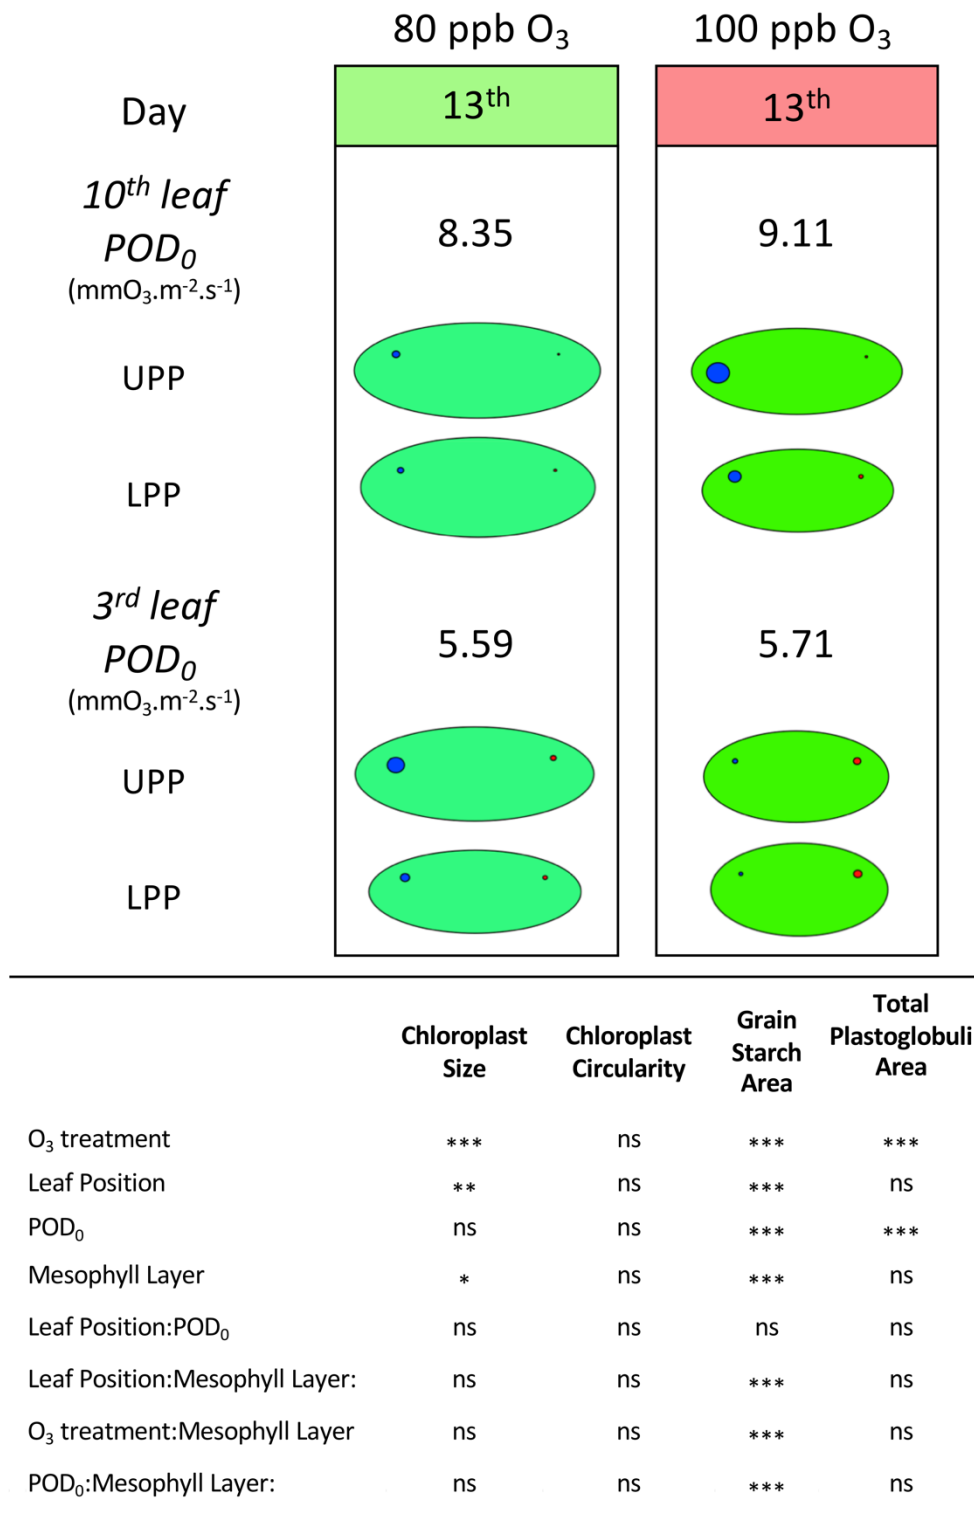 80 ppb O₃ 100 ppb O₃
Day 13ᵗʰ 13ᵗʰ
10ᵗʰ leaf
POD₀ 8.35 9.11
(mmO₃.m⁻².s⁻¹)
UPP
LPP
3ʳᵈ leaf
POD₀ 5.59 5.71
(mmO₃.m⁻².s⁻¹)
UPP
LPP
Chloroplast Size Chloroplast Circularity Grain Starch Area Total Plastoglobuli Area
O₃ treatment *** ns *** ***
Leaf Position ** ns *** ns
POD₀ ns ns *** ***
Mesophyll Layer * ns *** ns
Leaf Position:POD₀ ns ns ns ns
Leaf Position:Mesophyll Layer: ns ns *** ns
O₃ treatment:Mesophyll Layer ns ns *** ns
POD₀:Mesophyll Layer: ns ns *** ns